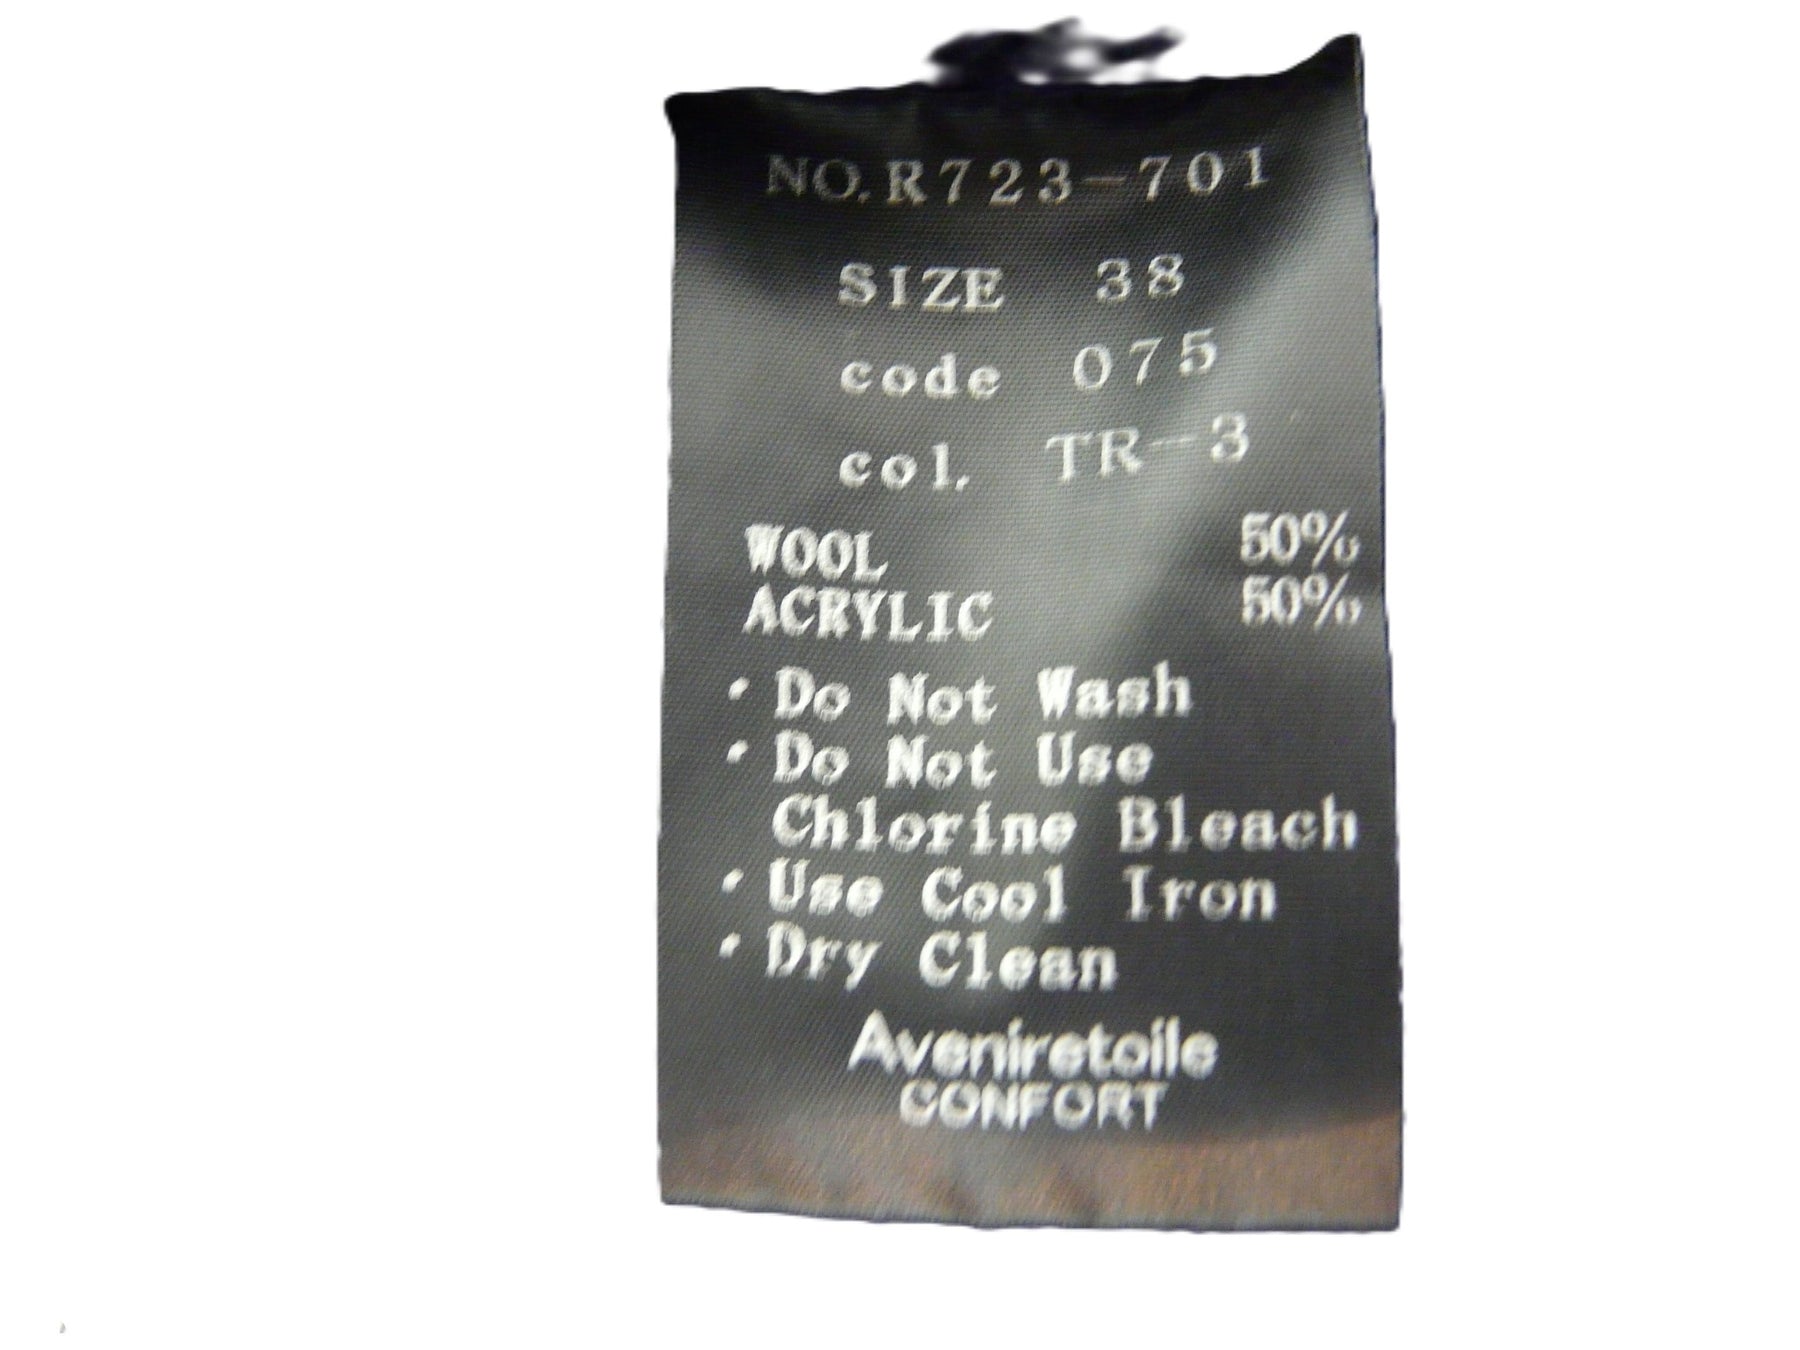 NO.R723-701
SIZE 38
code 075
col. TR-3
WOOL 50%
ACRYLIC 50%
・Do Not Wash
・Do Not Use
Chlorine Bleach
・Use Cool Iron
・Dry Clean
Aveniretoile
CONFORT